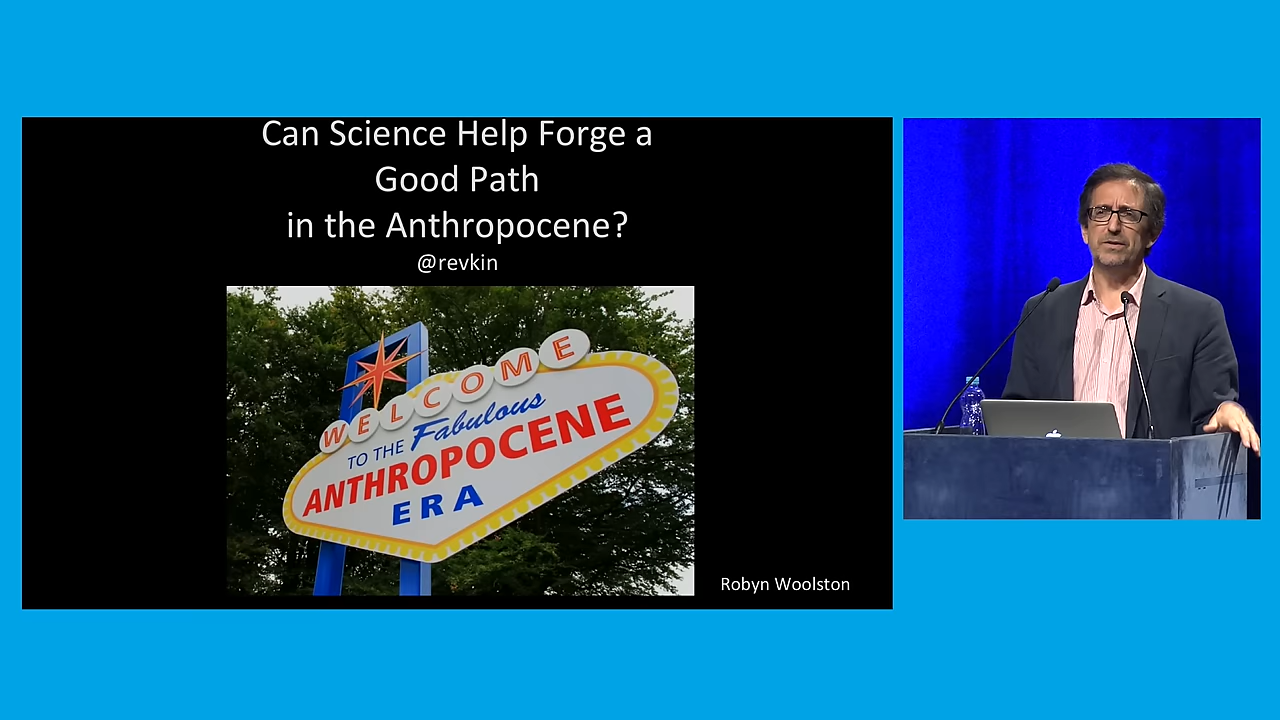 Can Science Help Forge a
Good Path
in the Anthropocene?
@revkin
WELCOME
TO THE Fabulous
ANTHROPOCENE
ERA
Robyn Woolston